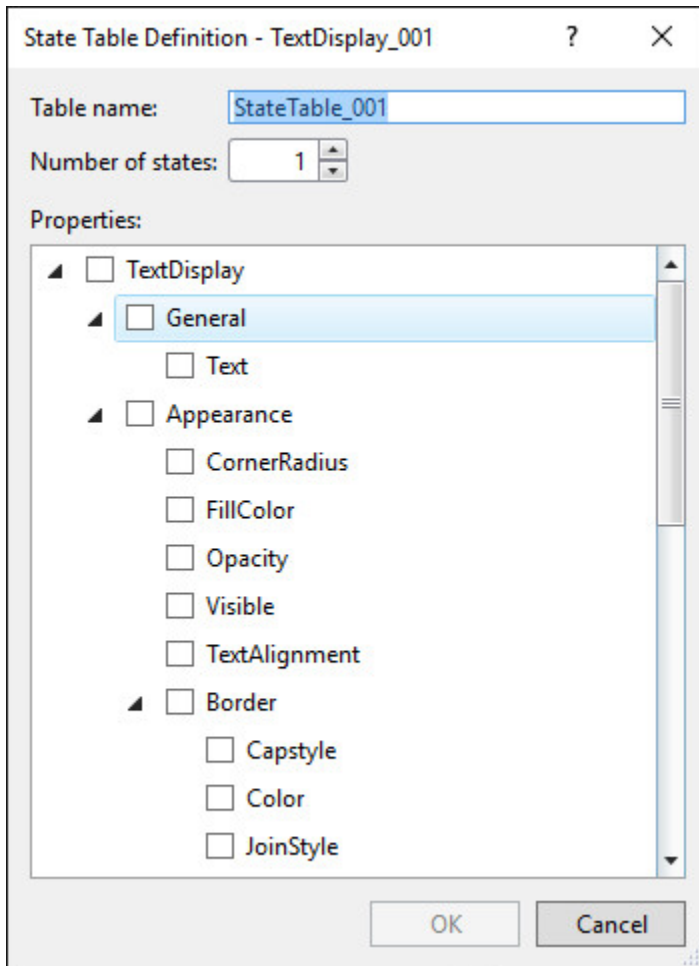 State Table Definition - TextDisplay_001 ?
Table name: StateTable_001
Number of states: 1
Properties:
TextDisplay
General
Text
Appearance
CornerRadius
FillColor
Opacity
Visible
TextAlignment
Border
Capstyle
Color
JoinStyle
OK Cancel